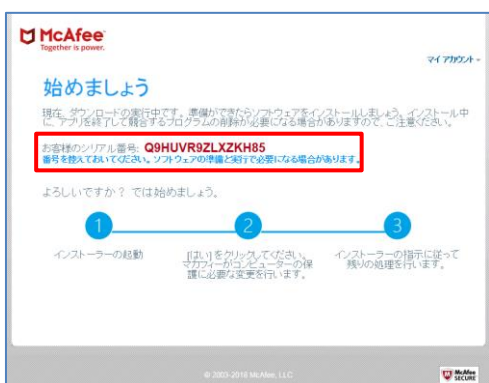 McAfee
Together is power.
マイ アカウント
始めましょう
現在、ダウンロードの実行中です。準備ができたらソフトウェアをインストールしましょう。インストール中
に、アプリを終了して競合するプログラムの削除が必要になる場合がありますので、ご注意ください。
お客様のシリアル番号: Q9HUVR9ZLXZKH85
番号を控えておいてください。ソフトウェアの準備と実行で必要になる場合があります。
よろしいですか? では始めましょう。
1 2 3
インストーラーの起動
[はい] をクリックしてください。
マカフィーがコンピューターの保
護に必要な変更を行います。
インストーラーの指示に従って
残りの処理を行います。
© 2003-2016 McAfee, LLC
McAfee
SECURE